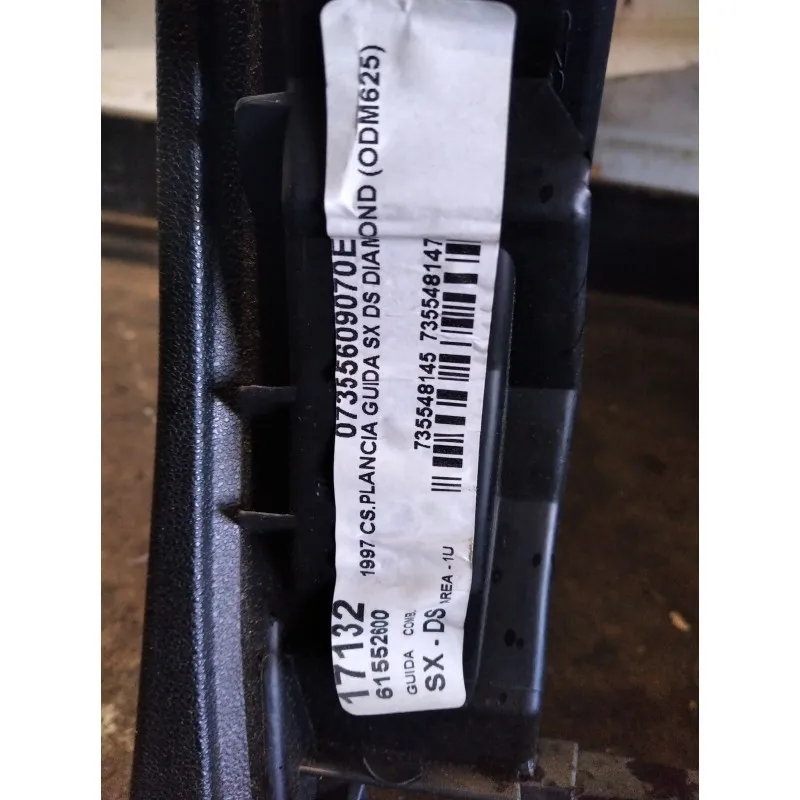 17132 07355609070E
61552600 1997 CS.PLANCIA GUIDA SX DS DIAMOND (ODM625)
GUIDA COMB. 735548145 735548147
SX - DS AREA - 1U